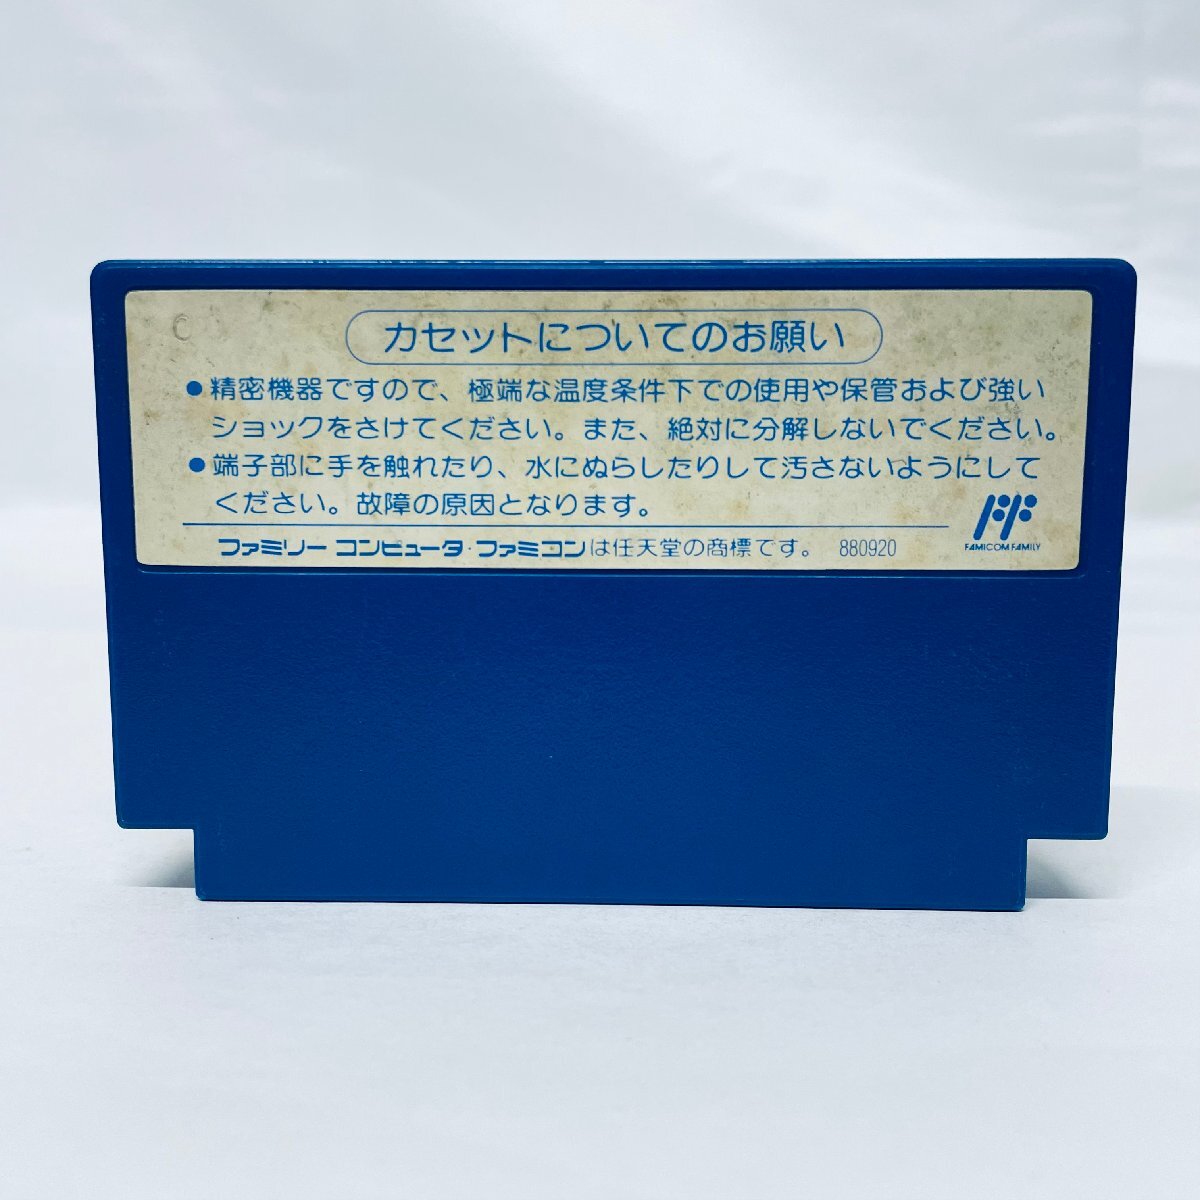 C
カセットについてのお願い
●精密機器ですので、極端な温度条件下での使用や保管および強い
ショックをさけてください。また、絶対に分解しないでください。
●端子部に手を触れたり、水にぬらしたりして汚さないようにして
ください。故障の原因となります。
FAMICOM FAMILY
ファミリー コンピュータ・ファミコンは任天堂の商標です。 880920